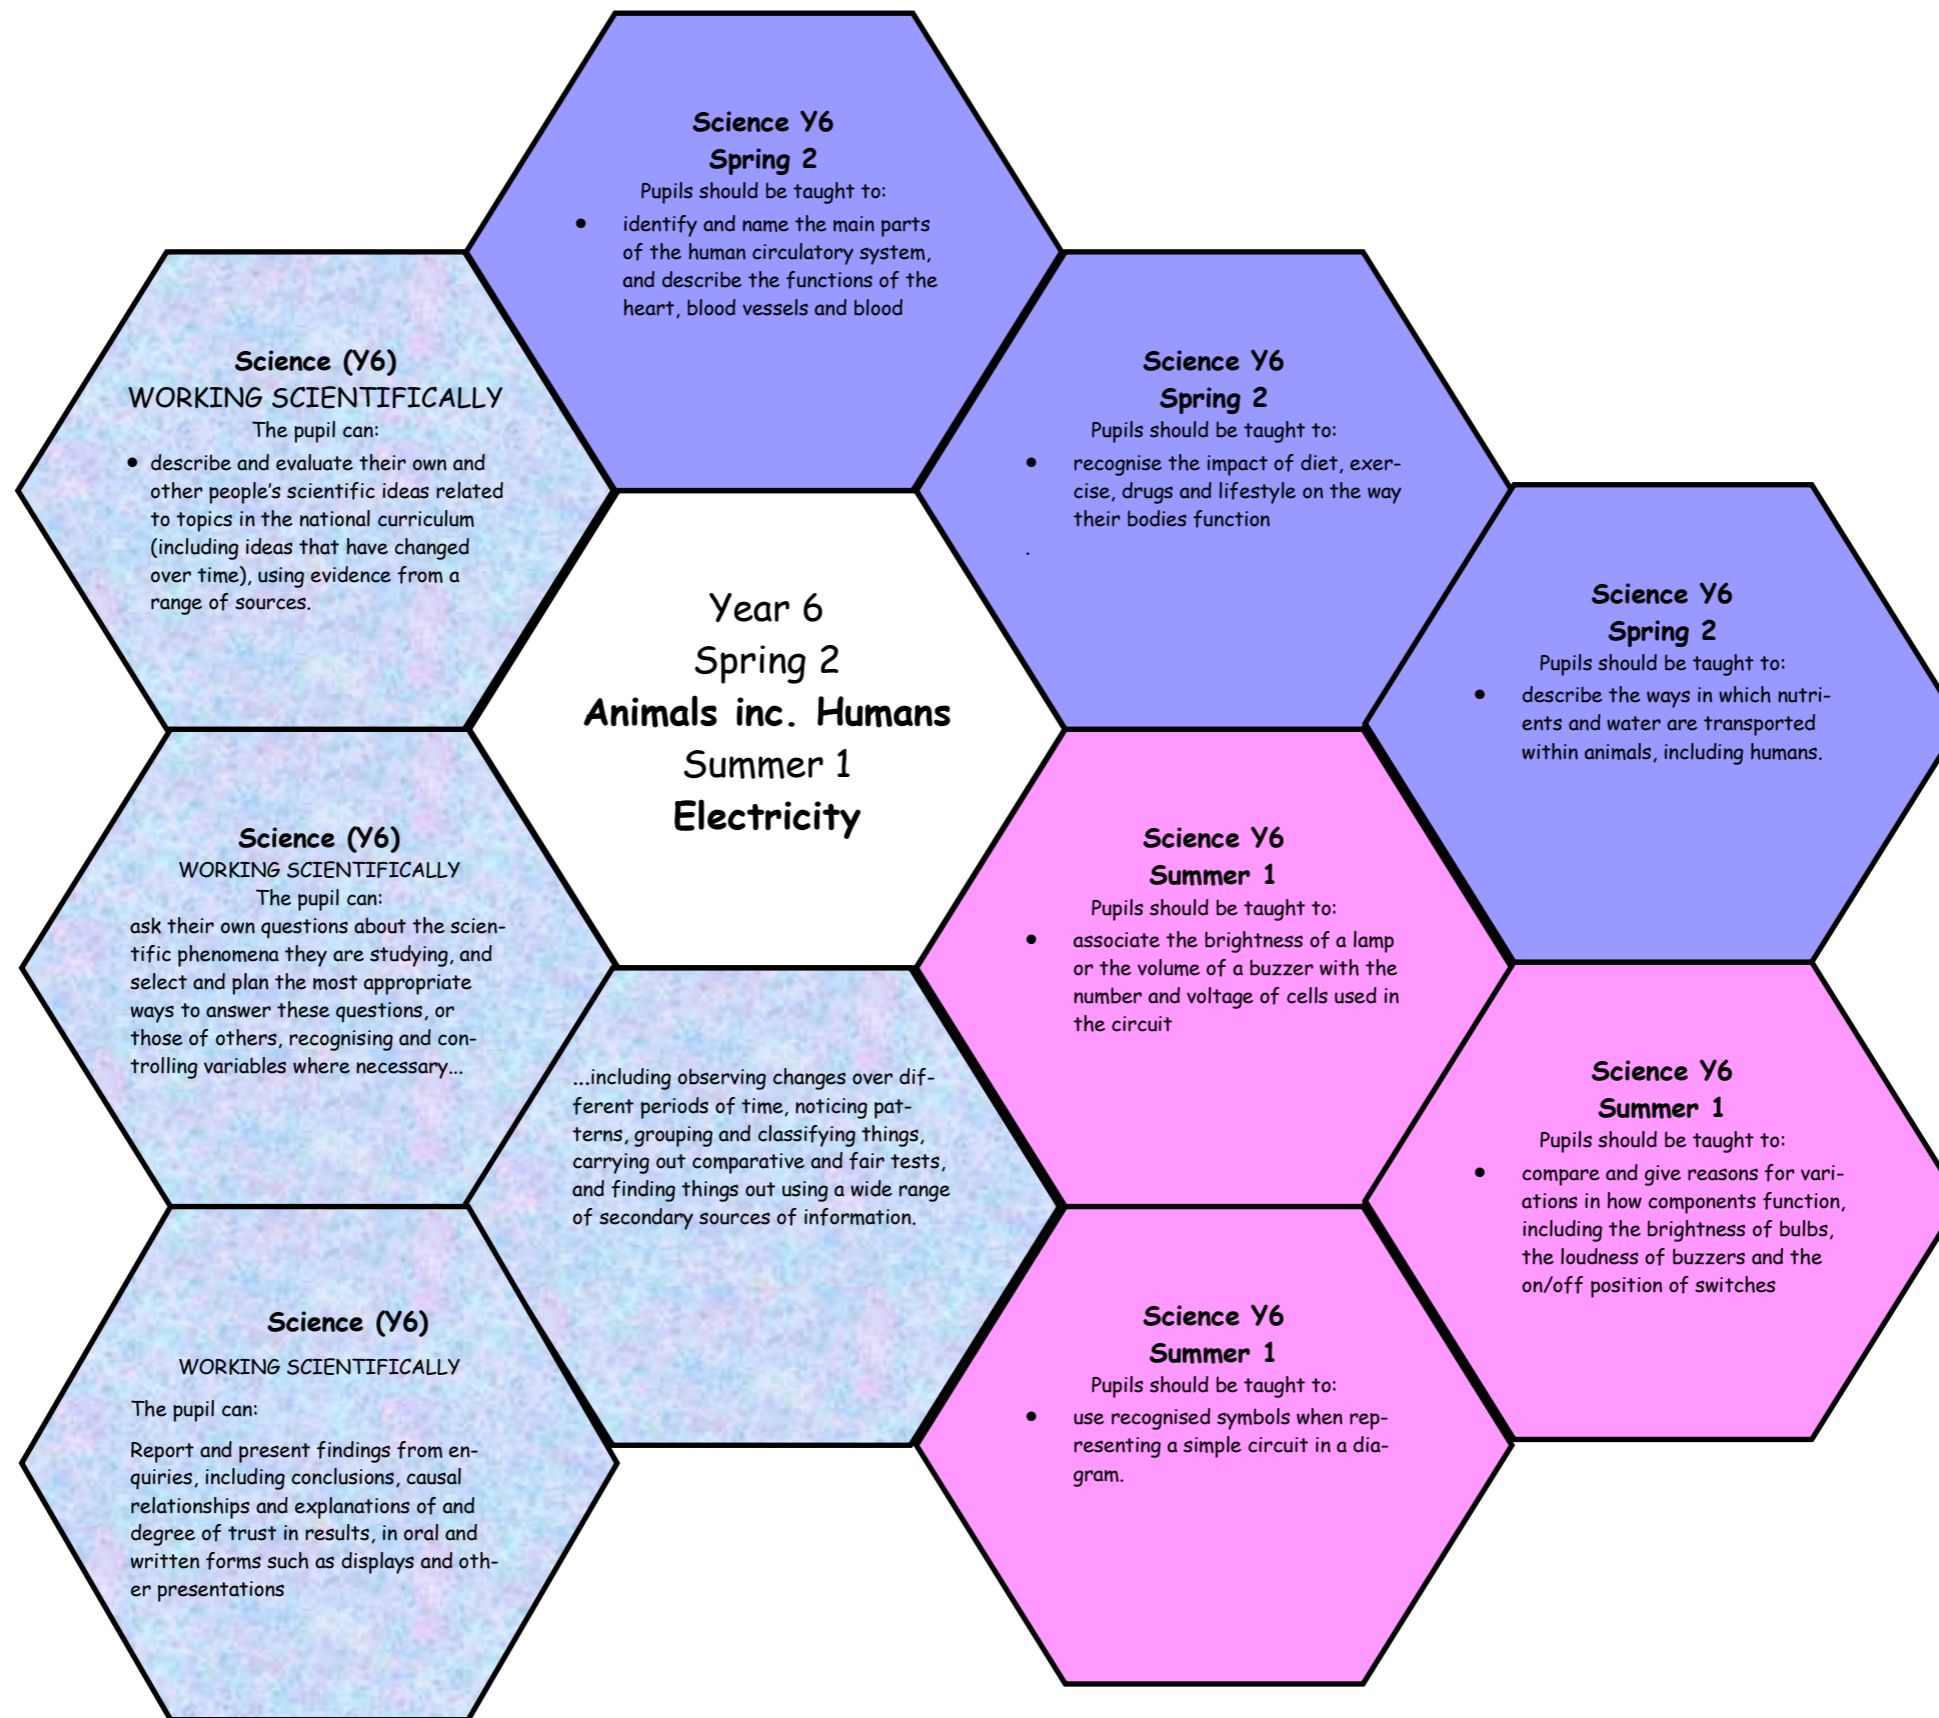 Science Y6
Spring 2
Pupils should be taught to:
• identify and name the main parts
of the human circulatory system,
and describe the functions of the
heart, blood vessels and blood
Science (Y6)
WORKING SCIENTIFICALLY
The pupil can:
• describe and evaluate their own and
other people's scientific ideas related
to topics in the national curriculum
(including ideas that have changed
over time), using evidence from a
range of sources.
Science Y6
Spring 2
Pupils should be taught to:
• recognise the impact of diet, exer-
cise, drugs and lifestyle on the way
their bodies function
.
Year 6
Spring 2
Animals inc. Humans
Summer 1
Electricity
Science Y6
Spring 2
Pupils should be taught to:
• describe the ways in which nutri-
ents and water are transported
within animals, including humans.
Science (Y6)
WORKING SCIENTIFICALLY
The pupil can:
ask their own questions about the scien-
tific phenomena they are studying, and
select and plan the most appropriate
ways to answer these questions, or
those of others, recognising and con-
trolling variables where necessary...
...including observing changes over dif-
ferent periods of time, noticing pat-
terns, grouping and classifying things,
carrying out comparative and fair tests,
and finding things out using a wide range
of secondary sources of information.
Science Y6
Summer 1
Pupils should be taught to:
• associate the brightness of a lamp
or the volume of a buzzer with the
number and voltage of cells used in
the circuit
Science Y6
Summer 1
Pupils should be taught to:
• compare and give reasons for vari-
ations in how components function,
including the brightness of bulbs,
the loudness of buzzers and the
on/off position of switches
Science (Y6)
WORKING SCIENTIFICALLY
The pupil can:
Report and present findings from en-
quiries, including conclusions, causal
relationships and explanations of and
degree of trust in results, in oral and
written forms such as displays and oth-
er presentations
Science Y6
Summer 1
Pupils should be taught to:
• use recognised symbols when rep-
resenting a simple circuit in a dia-
gram.